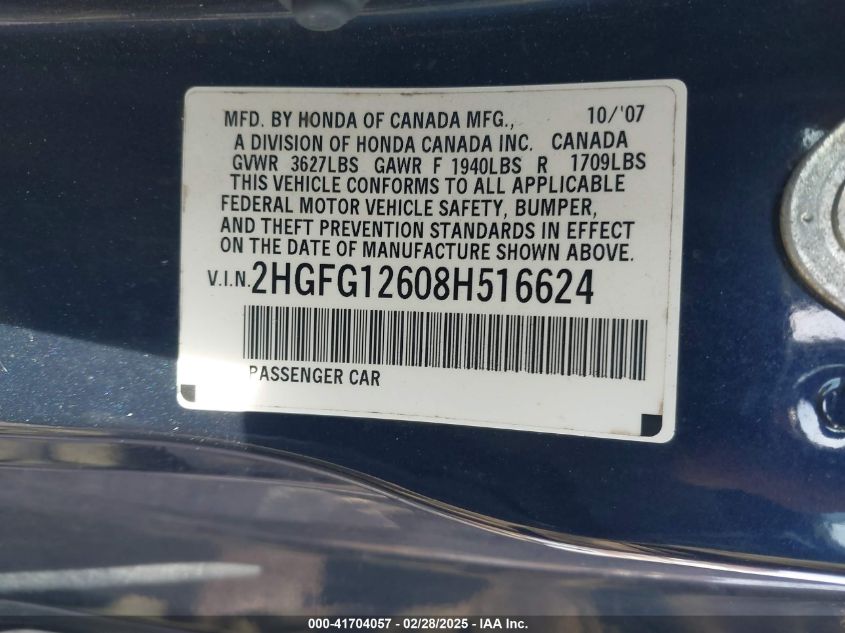 MFD. BY HONDA OF CANADA MFG., 10/'07
A DIVISION OF HONDA CANADA INC. CANADA
GVWR 3627LBS GAWR F 1940LBS R 1709LBS
THIS VEHICLE CONFORMS TO ALL APPLICABLE
FEDERAL MOTOR VEHICLE SAFETY, BUMPER,
AND THEFT PREVENTION STANDARDS IN EFFECT
ON THE DATE OF MANUFACTURE SHOWN ABOVE.
V.I.N. 2HGFG12608H516624
PASSENGER CAR
000-41704057 - 02/28/2025 - IAA Inc.